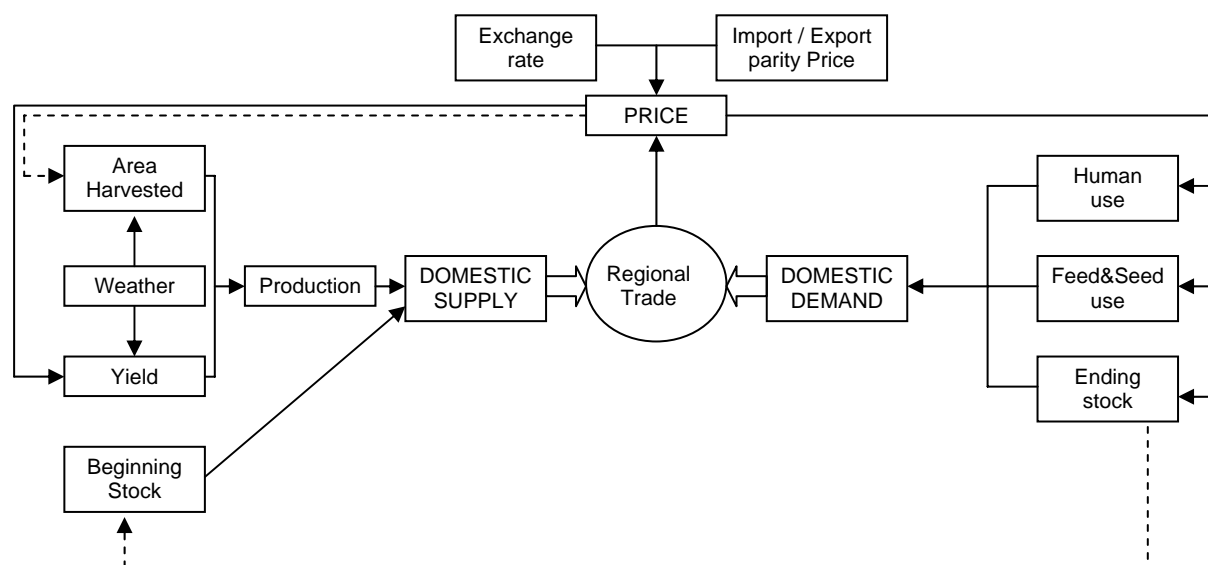 Exchange
rate
Import / Export
parity Price
PRICE
Area
Harvested
Weather
Yield
Production
DOMESTIC
SUPPLY
Regional
Trade
DOMESTIC
DEMAND
Human
use
Feed&Seed
use
Ending
stock
Beginning
Stock